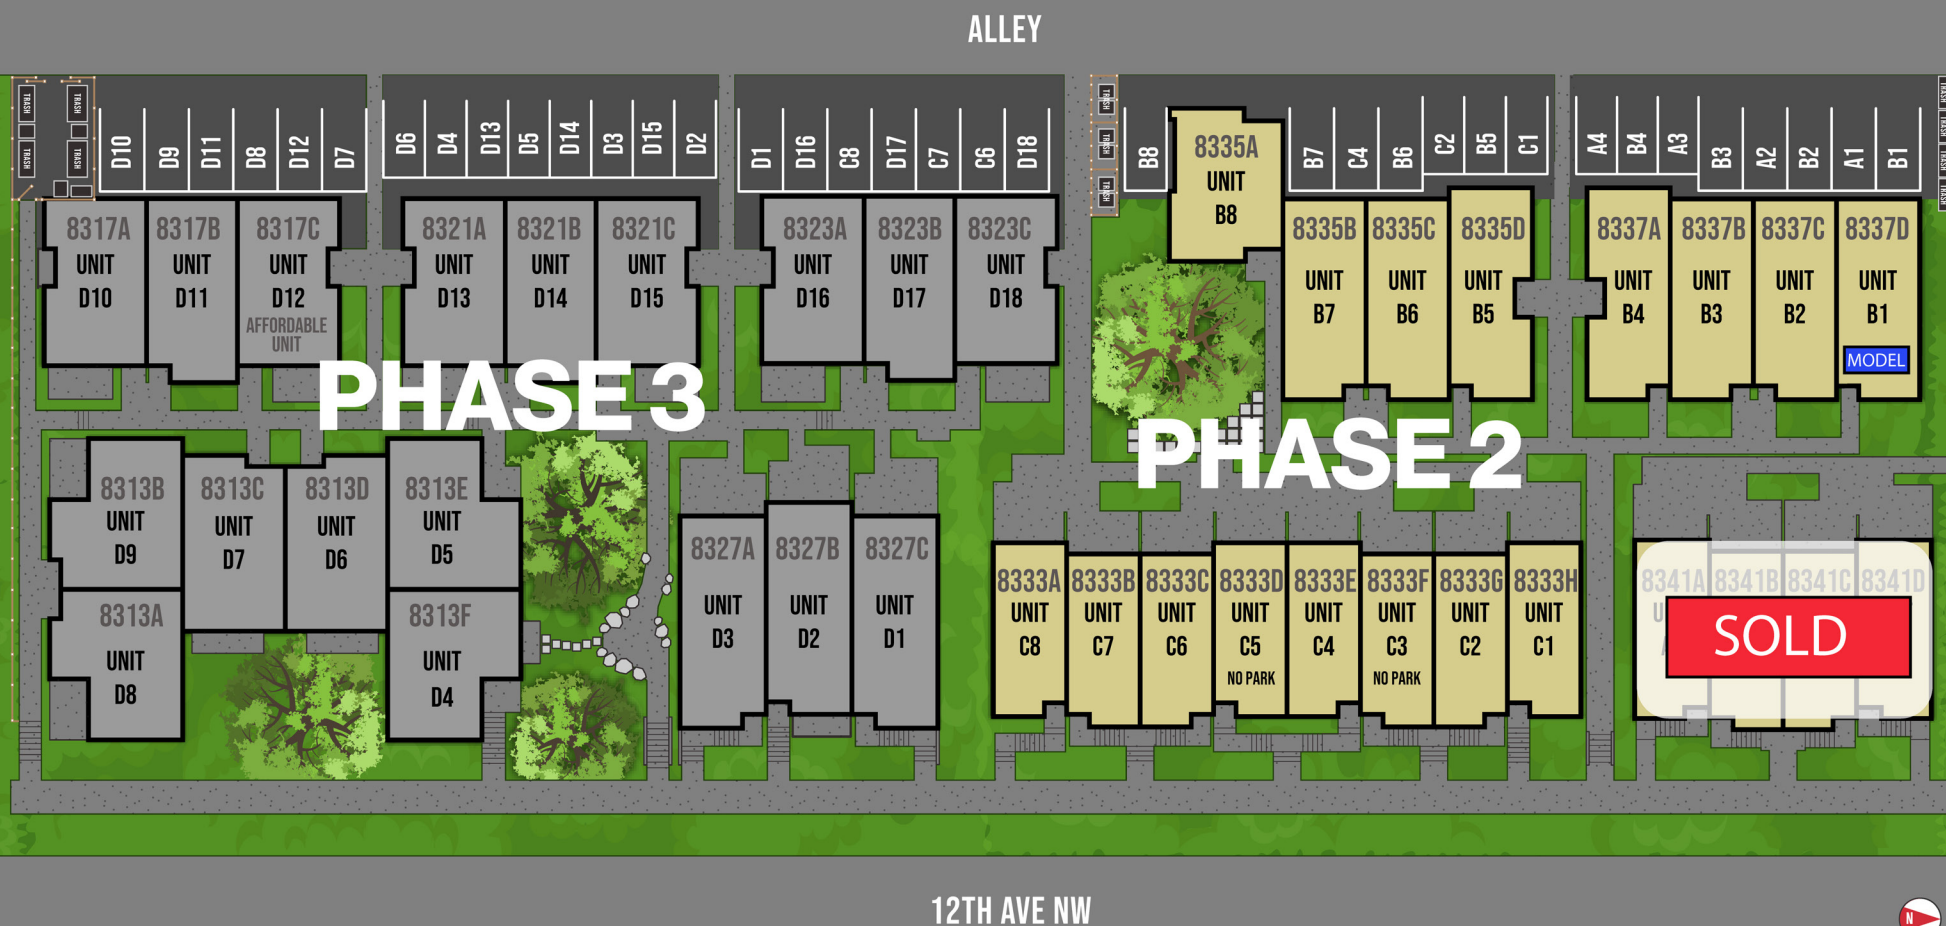 ALLEY
TRASH TRASH
TRASH TRASH
D10 D9 D11 D8 D12 D7
D6 D4 D13 D5 D14 D3 D15 D2
D1 D16 C8 D17 C7 C6 D18
TRASH
TRASH
TRASH
B8
B7 C4 B6 C2 B5 C1
A4 B4 A3 B3 A2 B2 A1 B1
TRASH
TRASH
TRASH
TRASH
8317A
UNIT
D10
8317B
UNIT
D11
8317C
UNIT
D12
AFFORDABLE
UNIT
8321A
UNIT
D13
8321B
UNIT
D14
8321C
UNIT
D15
8323A
UNIT
D16
8323B
UNIT
D17
8323C
UNIT
D18
8335A
UNIT
B8
8335B
UNIT
B7
8335C
UNIT
B6
8335D
UNIT
B5
8337A
UNIT
B4
8337B
UNIT
B3
8337C
UNIT
B2
8337D
UNIT
B1
MODEL
PHASE 3
PHASE 2
8313B
UNIT
D9
8313C
UNIT
D7
8313D
UNIT
D6
8313E
UNIT
D5
8313A
UNIT
D8
8313F
UNIT
D4
8327A
UNIT
D3
8327B
UNIT
D2
8327C
UNIT
D1
8333A
UNIT
C8
8333B
UNIT
C7
8333C
UNIT
C6
8333D
UNIT
C5
NO PARK
8333E
UNIT
C4
8333F
UNIT
C3
NO PARK
8333G
UNIT
C2
8333H
UNIT
C1
8341A 8341B 8341C 8341D
SOLD
12TH AVE NW
N